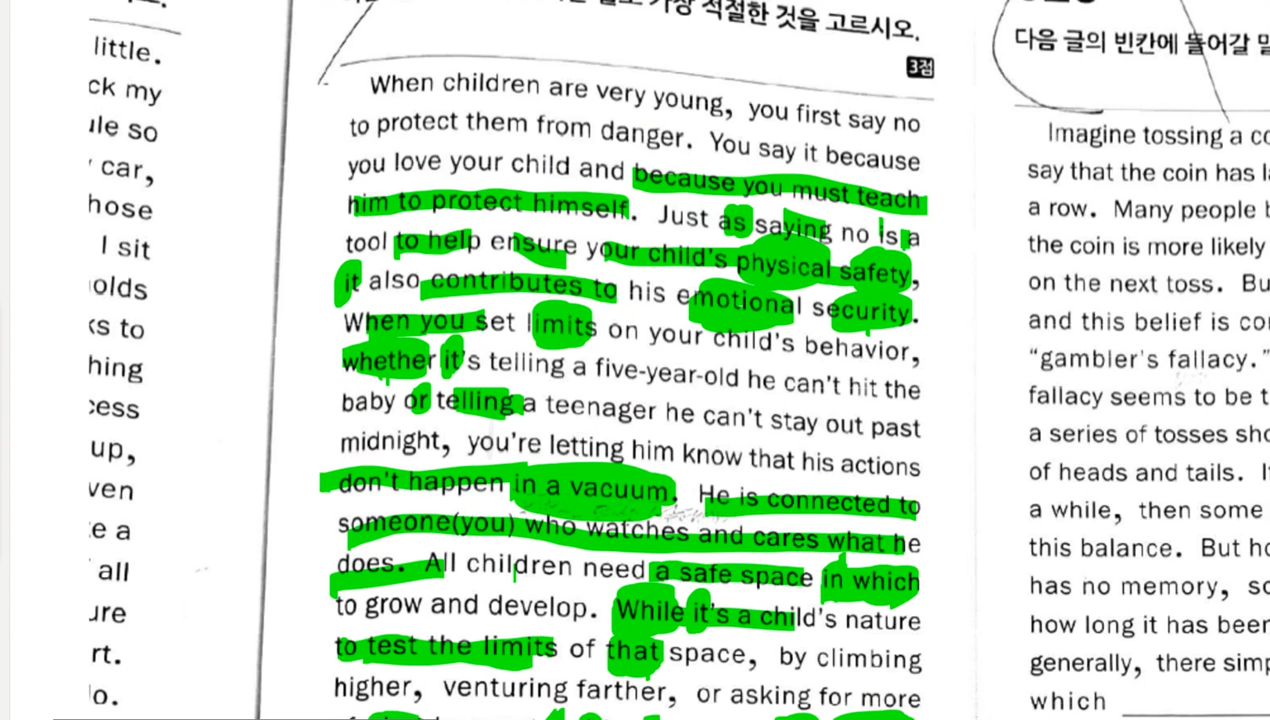 little.
ck my
ule so
car,
hose
I sit
olds
ks to
hing
cess
up,
ven
e a
all
ure
rt.
lo.
가장 적절한 것을 고르시오.
3점
When children are very young, you first say no
to protect them from danger. You say it because
you love your child and because you must teach
him to protect himself. Just as saying no is a
tool to help ensure your child's physical safety,
it also contributes to his emotional security.
When you set limits on your child's behavior,
whether it's telling a five-year-old he can't hit the
baby or telling a teenager he can't stay out past
midnight, you're letting him know that his actions
don't happen in a vacuum. He is connected to
someone(you) who watches and cares what he
does. All children need a safe space in which
to grow and develop. While it's a child's nature
to test the limits of that space, by climbing
higher, venturing farther, or asking for more
다음 글의 빈칸에 들어갈 말
Imagine tossing a co
say that the coin has la
a row. Many people b
the coin is more likely
on the next toss. Bu
and this belief is con
"gambler's fallacy."
fallacy seems to be t
a series of tosses sho
of heads and tails. I
a while, then some
this balance. But ho
has no memory, so
how long it has been
generally, there simp
which